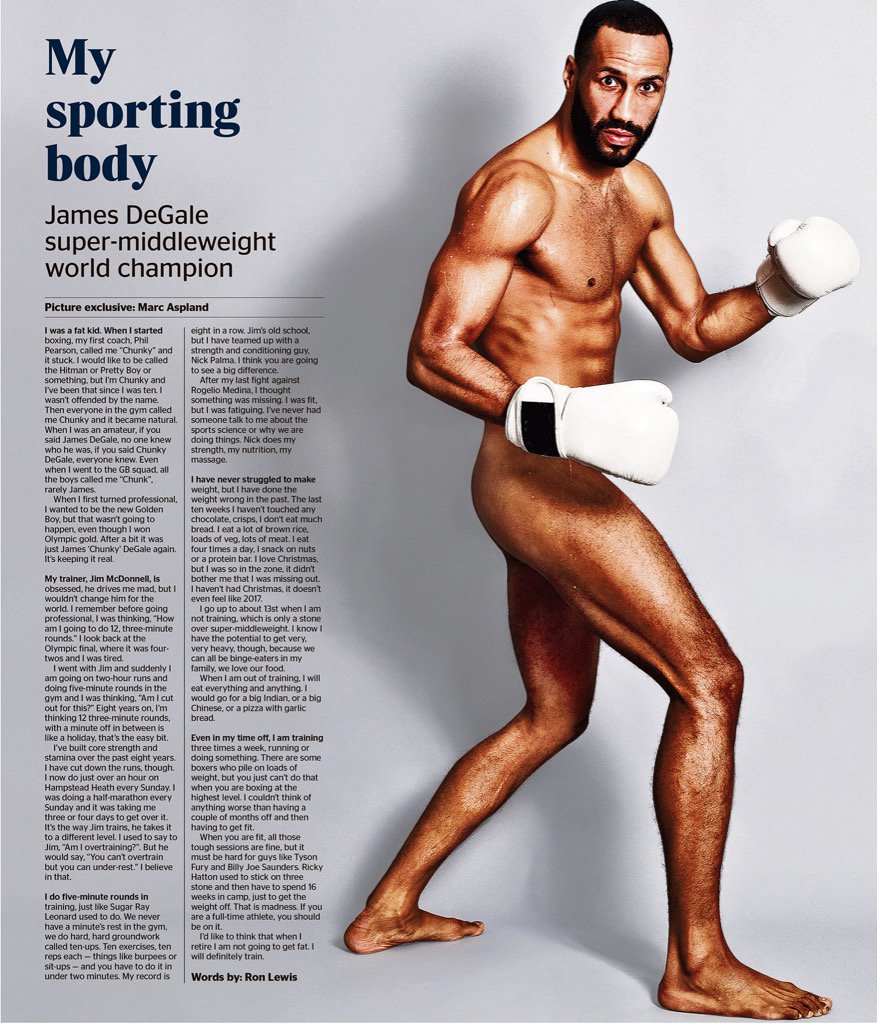 My
sporting
body
James DeGale
super-middleweight
world champion
Picture exclusive: Marc Aspland
I was a fat kid. When I started
boxing, my first coach, Phil
Pearson, called me "Chunky" and
it stuck. I would like to be called
the Hitman or Pretty Boy or
something, but I'm Chunky and
I've been that since I was ten. I
wasn't offended by the name.
Then everyone in the gym called
me Chunky and it became natural.
When I was an amateur, if you
said James DeGale, no one knew
who he was, if you said Chunky
DeGale, everyone knew. Even
when I went to the GB squad, all
the boys called me "Chunk",
rarely James.
When I first turned professional,
I wanted to be the new Golden
Boy, but that wasn't going to
happen, even though I won
Olympic gold. After a bit it was
just James 'Chunky' DeGale again.
It's keeping it real.
My trainer, Jim McDonnell, is
obsessed, he drives me mad, but I
wouldn't change him for the
world. I remember before going
professional, I was thinking, "How
am I going to do 12, three-minute
rounds." I look back at the
Olympic final, where it was four-
twos and I was tired.
I went with Jim and suddenly I
am going on two-hour runs and
doing five-minute rounds in the
gym and I was thinking, "Am I cut
out for this?" Eight years on, I'm
thinking 12 three-minute rounds,
with a minute off in between is
like a holiday, that's the easy bit.
I've built core strength and
stamina over the past eight years.
I have cut down the runs, though.
I now do just over an hour on
Hampstead Heath every Sunday. I
was doing a half-marathon every
Sunday and it was taking me
three or four days to get over it.
It's the way Jim trains, he takes it
to a different level. I used to say to
Jim, "Am I overtraining?". But he
would say, "You can't overtrain
but you can under-rest." I believe
in that.
I do five-minute rounds in
training, just like Sugar Ray
Leonard used to do. We never
have a minute's rest in the gym,
we do hard, hard groundwork
called ten-ups. Ten exercises, ten
reps each — things like burpees or
sit-ups — and you have to do it in
under two minutes. My record is
eight in a row. Jim's old school,
but I have teamed up with a
strength and conditioning guy,
Nick Palma. I think you are going
to see a big difference.
After my last fight against
Rogelio Medina, I thought
something was missing. I was fit,
but I was fatiguing. I've never had
someone talk to me about the
sports science or why we are
doing things. Nick does my
strength, my nutrition, my
massage.
I have never struggled to make
weight, but I have done the
weight wrong in the past. The last
ten weeks I haven't touched any
chocolate, crisps, I don't eat much
bread. I eat a lot of brown rice,
loads of veg, lots of meat. I eat
four times a day, I snack on nuts
or a protein bar. I love Christmas,
but I was so in the zone, it didn't
bother me that I was missing out.
I haven't had Christmas, it doesn't
even feel like 2017.
I go up to about 13st when I am
not training, which is only a stone
over super-middleweight. I know I
have the potential to get very,
very heavy, though, because we
can all be binge-eaters in my
family, we love our food.
When I am out of training, I will
eat everything and anything. I
would go for a big Indian, or a big
Chinese, or a pizza with garlic
bread.
Even in my time off, I am training
three times a week, running or
doing something. There are some
boxers who pile on loads of
weight, but you just can't do that
when you are boxing at the
highest level. I couldn't think of
anything worse than having a
couple of months off and then
having to get fit.
When you are fit, all those
tough sessions are fine, but it
must be hard for guys like Tyson
Fury and Billy Joe Saunders. Ricky
Hatton used to stick on three
stone and then have to spend 16
weeks in camp, just to get the
weight off. That is madness. If you
are a full-time athlete, you should
be on it.
I'd like to think that when I
retire I am not going to get fat. I
will definitely train.
Words by: Ron Lewis